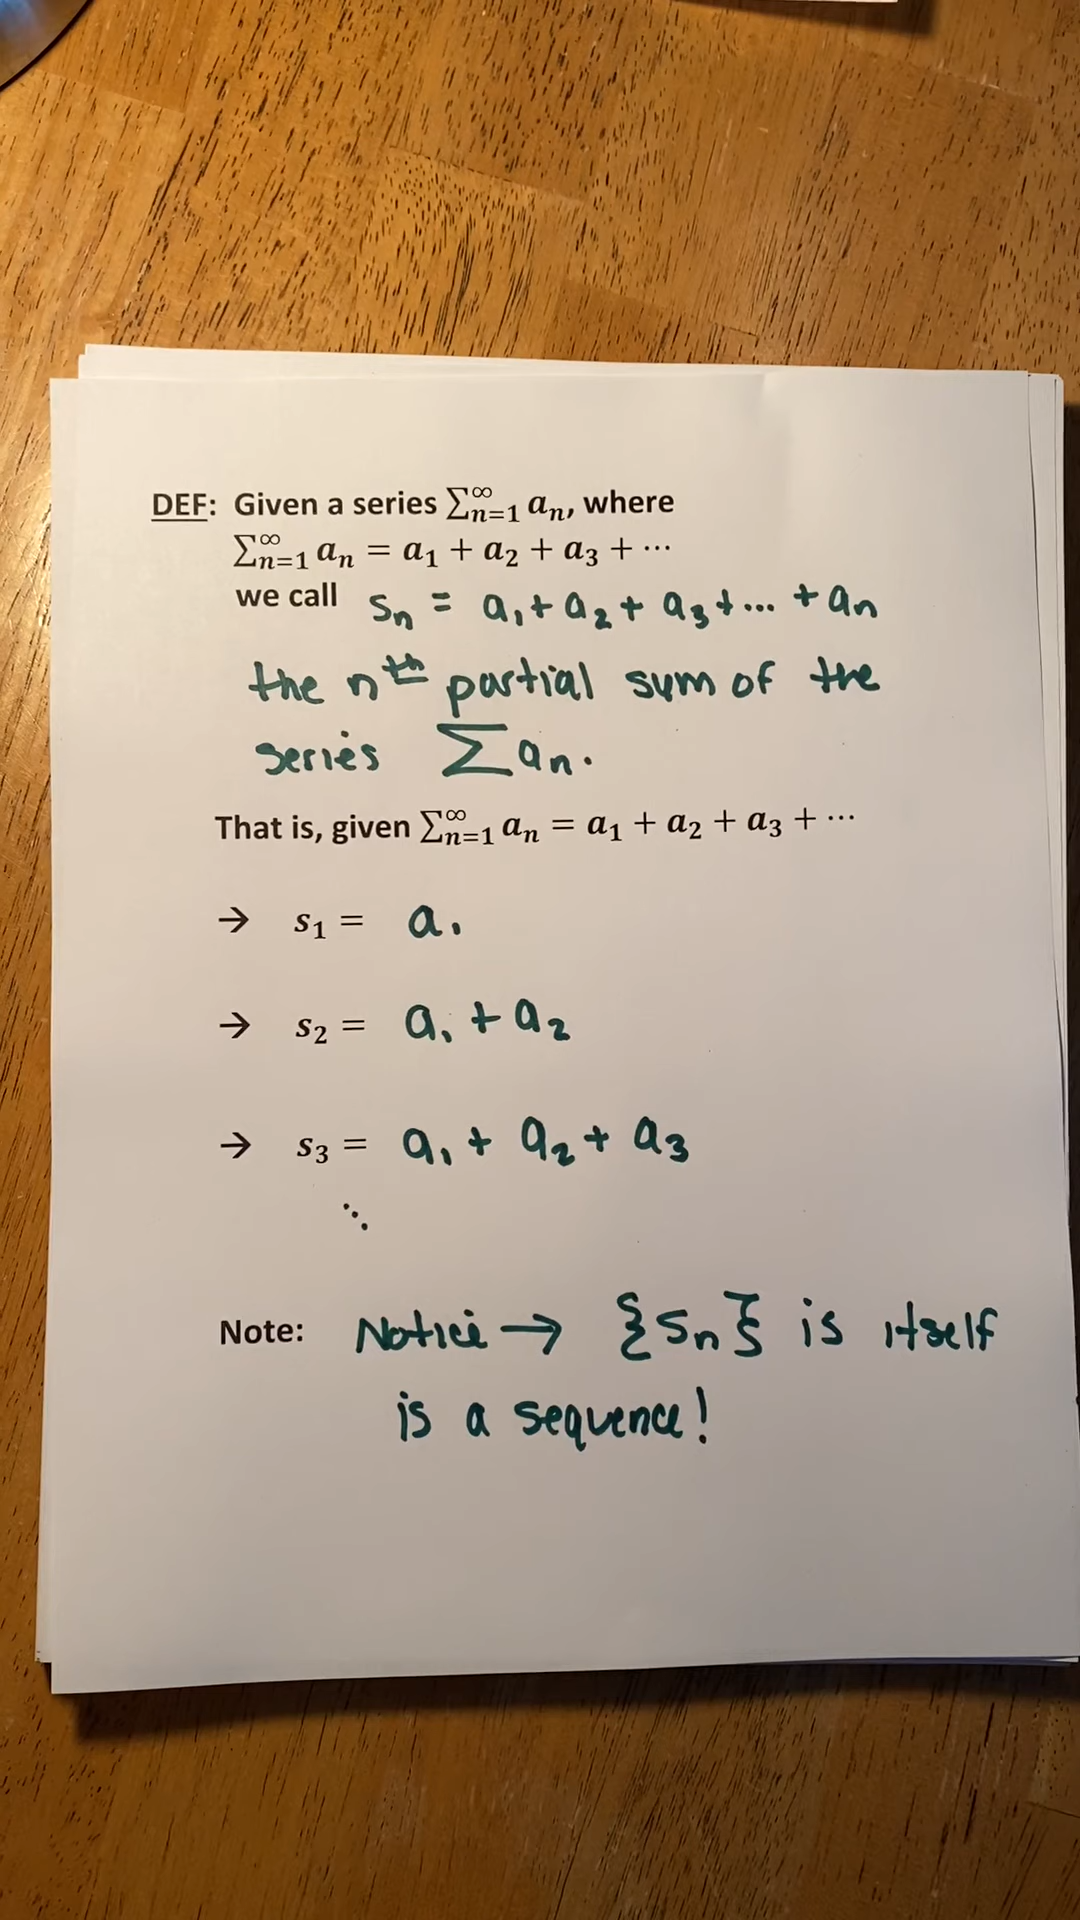 DEF: Given a series ∑_{n=1}^{∞} a_n, where
∑_{n=1}^{∞} a_n = a_1 + a_2 + a_3 + ⋯
we call s_n = a_1 + a_2 + a_3 + ... + a_n
the n^{th} partial sum of the
series ∑ a_n.
That is, given ∑_{n=1}^{∞} a_n = a_1 + a_2 + a_3 + ⋯
→ s_1 = a_1
→ s_2 = a_1 + a_2
→ s_3 = a_1 + a_2 + a_3
⋱
Note: Notice → {s_n} is itself
is a sequence!